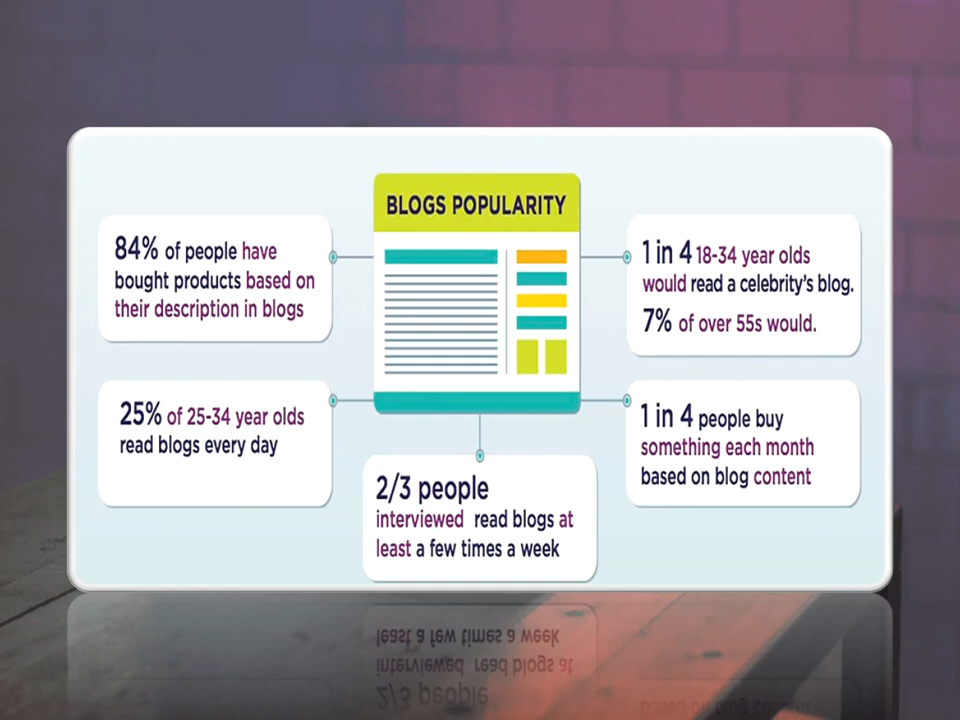 BLOGS POPULARITY
84% of people have
bought products based on
their description in blogs
1 in 4 18-34 year olds
would read a celebrity's blog.
7% of over 55s would.
25% of 25-34 year olds
read blogs every day
1 in 4 people buy
something each month
based on blog content
2/3 people
interviewed read blogs at
least a few times a week